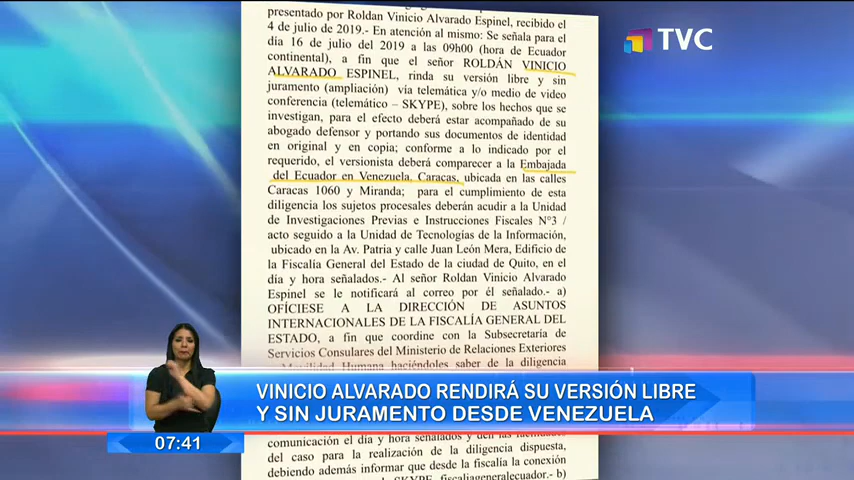 presentado por Roldan Vinicio Alvarado Espinel, recibido el
4 de julio de 2019.- En atención al mismo: Se señala para el
día 16 de julio del 2019 a las 09h00 (hora de Ecuador
continental), a fin que el señor ROLDÁN VINICIO
ALVARADO ESPINEL, rinda su versión libre y sin
juramento (ampliación) vía telemática y/o medio de video
conferencia (telemático – SKYPE), sobre los hechos que se
investigan, para el efecto deberá estar acompañado de su
abogado defensor y portando sus documentos de identidad
en original y en copia; conforme a lo indicado por el
requerido, el versionista deberá comparecer a la Embajada
del Ecuador en Venezuela, Caracas, ubicada en las calles
Caracas 1060 y Miranda; para el cumplimiento de esta
diligencia los sujetos procesales deberán acudir a la Unidad
de Investigaciones Previas e Instrucciones Fiscales N°3 /
acto seguido a la Unidad de Tecnologías de la Información,
ubicado en la Av. Patria y calle Juan León Mera, Edificio de
la Fiscalía General del Estado de la ciudad de Quito, en el
día y hora señalados.- Al señor Roldan Vinicio Alvarado
Espinel se le notificará al correo por él señalado.- a)
OFÍCIESE A LA DIRECCIÓN DE ASUNTOS
INTERNACIONALES DE LA FISCALÍA GENERAL DEL
ESTADO, a fin que coordine con la Subsecretaria de
Servicios Consulares del Ministerio de Relaciones Exteriores
Humana haciéndoles saber de la diligencia
TVC
VINICIO ALVARADO RENDIRÁ SU VERSIÓN LIBRE
Y SIN JURAMENTO DESDE VENEZUELA
07:41
comunicación el día y hora señalados y
del caso para la realización de la diligencia dispuesta,
debiendo además informar que desde la fiscalía la conexión
SKYPE fiscaliageneralecuador.- b)